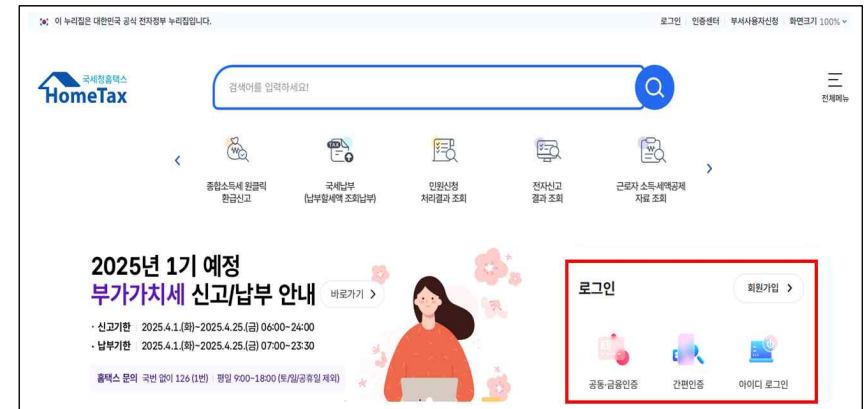 이 누리집은 대한민국 공식 전자정부 누리집입니다.
로그인 인증센터 부서사용자신청 화면크기 100%
국세청홈택스
HomeTax
검색어를 입력하세요!
전체메뉴
종합소득세 원클릭
환급신고
국세납부
(납부할세액 조회납부)
민원신청
처리결과 조회
전자신고
결과 조회
근로자 소득·세액공제
자료 조회
2025년 1기 예정
부가가치세 신고/납부 안내
바로가기
· 신고기한 2025.4.1.(화)~2025.4.25.(금) 06:00~24:00
· 납부기한 2025.4.1.(화)~2025.4.25.(금) 07:00~23:30
홈택스 문의 국번 없이 126 (1번) 평일 9:00~18:00 (토/일/공휴일 제외)
로그인
회원가입
공동·금융인증
간편인증
아이디 로그인